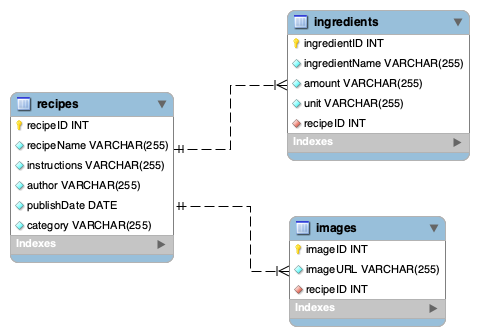 recipes
recipeID INT
recipeName VARCHAR(255)
instructions VARCHAR(255)
author VARCHAR(255)
publishDate DATE
category VARCHAR(255)
Indexes
ingredients
ingredientID INT
ingredientName VARCHAR(255)
amount VARCHAR(255)
unit VARCHAR(255)
recipeID INT
Indexes
images
imageID INT
imageURL VARCHAR(255)
recipeID INT
Indexes